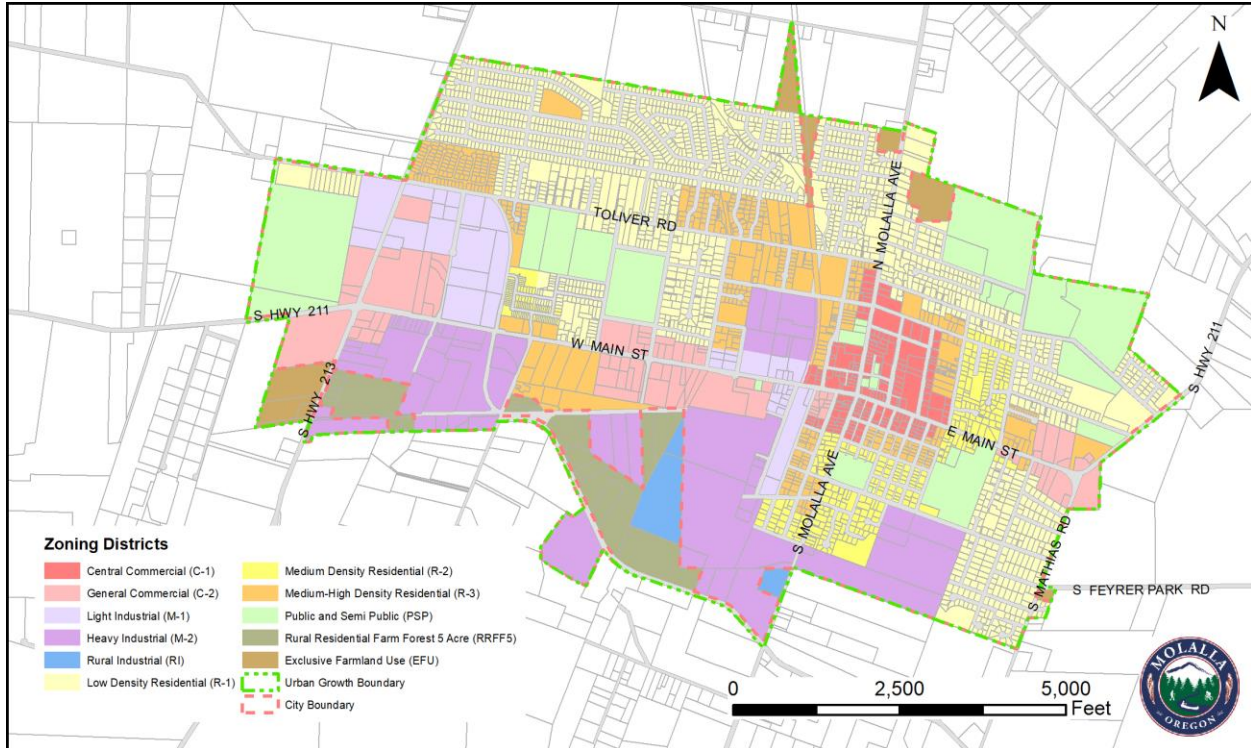 N
TOLIVER RD
N MOLALLA AVE
S HWY 211
S HWY 211
W MAIN ST
S HWY 213
E MAIN ST
S MOLALLA AVE
S MATHIAS RD
S FEYRER PARK RD
Zoning Districts
Central Commercial (C-1)
General Commercial (C-2)
Light Industrial (M-1)
Heavy Industrial (M-2)
Rural Industrial (RI)
Low Density Residential (R-1)
Medium Density Residential (R-2)
Medium-High Density Residential (R-3)
Public and Semi Public (PSP)
Rural Residential Farm Forest 5 Acre (RRFF5)
Exclusive Farmland Use (EFU)
Urban Growth Boundary
City Boundary
0 2,500 5,000
Feet
MOLALLA
OREGON